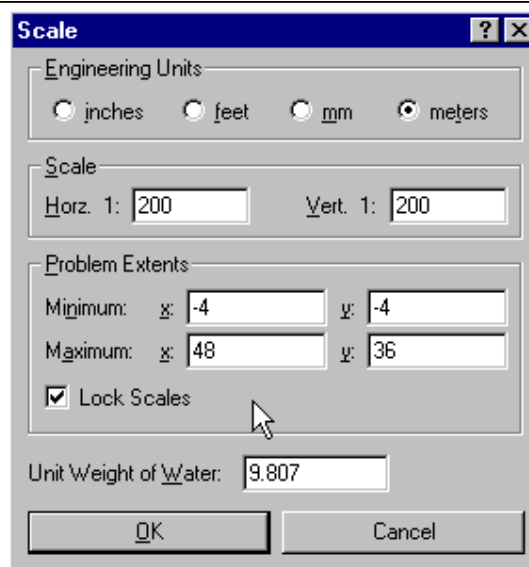 Scale
Engineering Units
inches feet mm meters
Scale
Horz. 1: 200 Vert. 1: 200
Problem Extents
Minimum: x: -4 y: -4
Maximum: x: 48 y: 36
Lock Scales
Unit Weight of Water: 9.807
OK Cancel